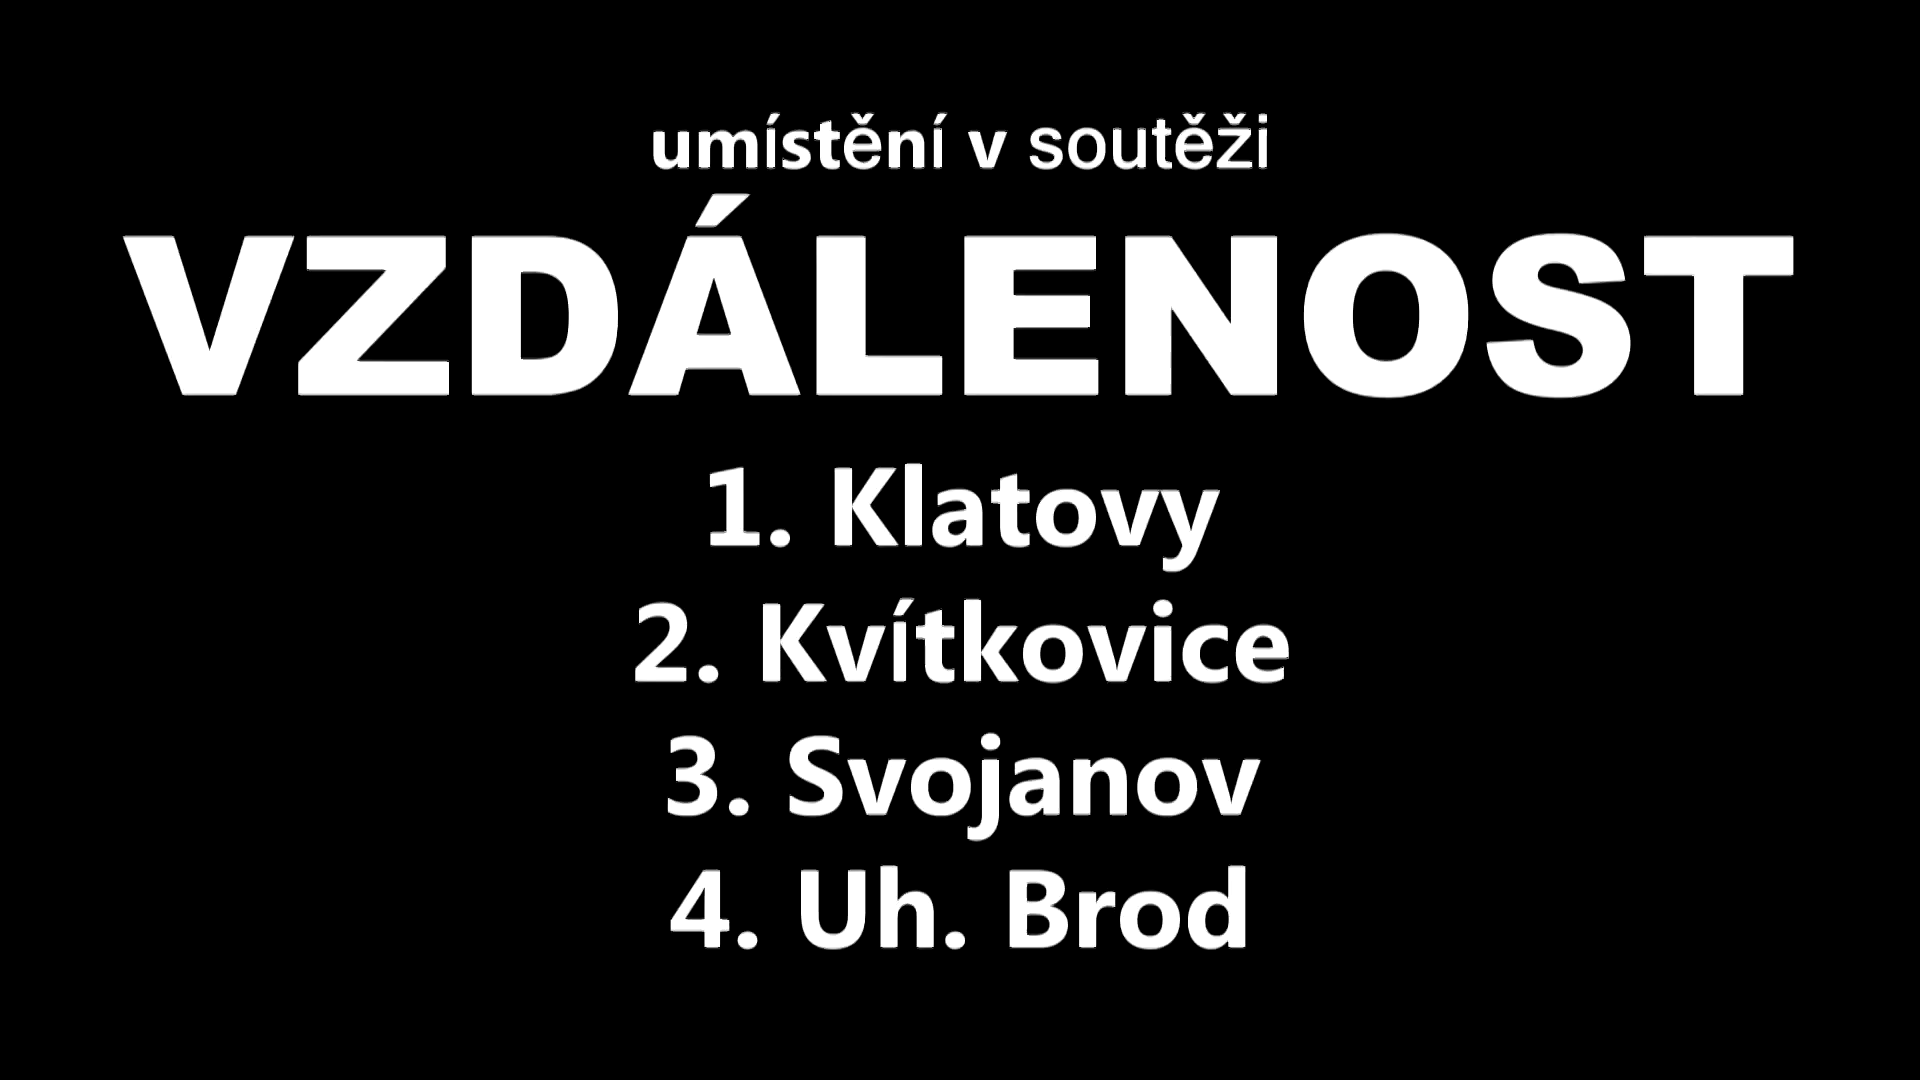 umístění v soutěži
VZDÁLENOST
1. Klatovy
2. Kvítkovice
3. Svojanov
4. Uh. Brod